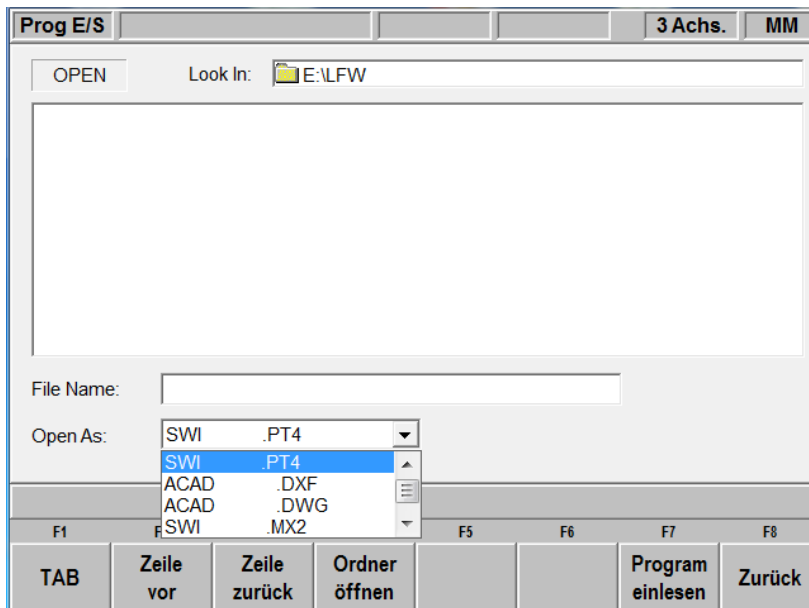 Prog E/S 3 Achs. MM
OPEN Look In: E:\LFW
File Name:
Open As: SWI .PT4
SWI .PT4
ACAD .DXF
ACAD .DWG
SWI .MX2
F1 F5 F6 F7 F8
TAB Zeile vor Zeile zurück Ordner öffnen Program einlesen Zurück